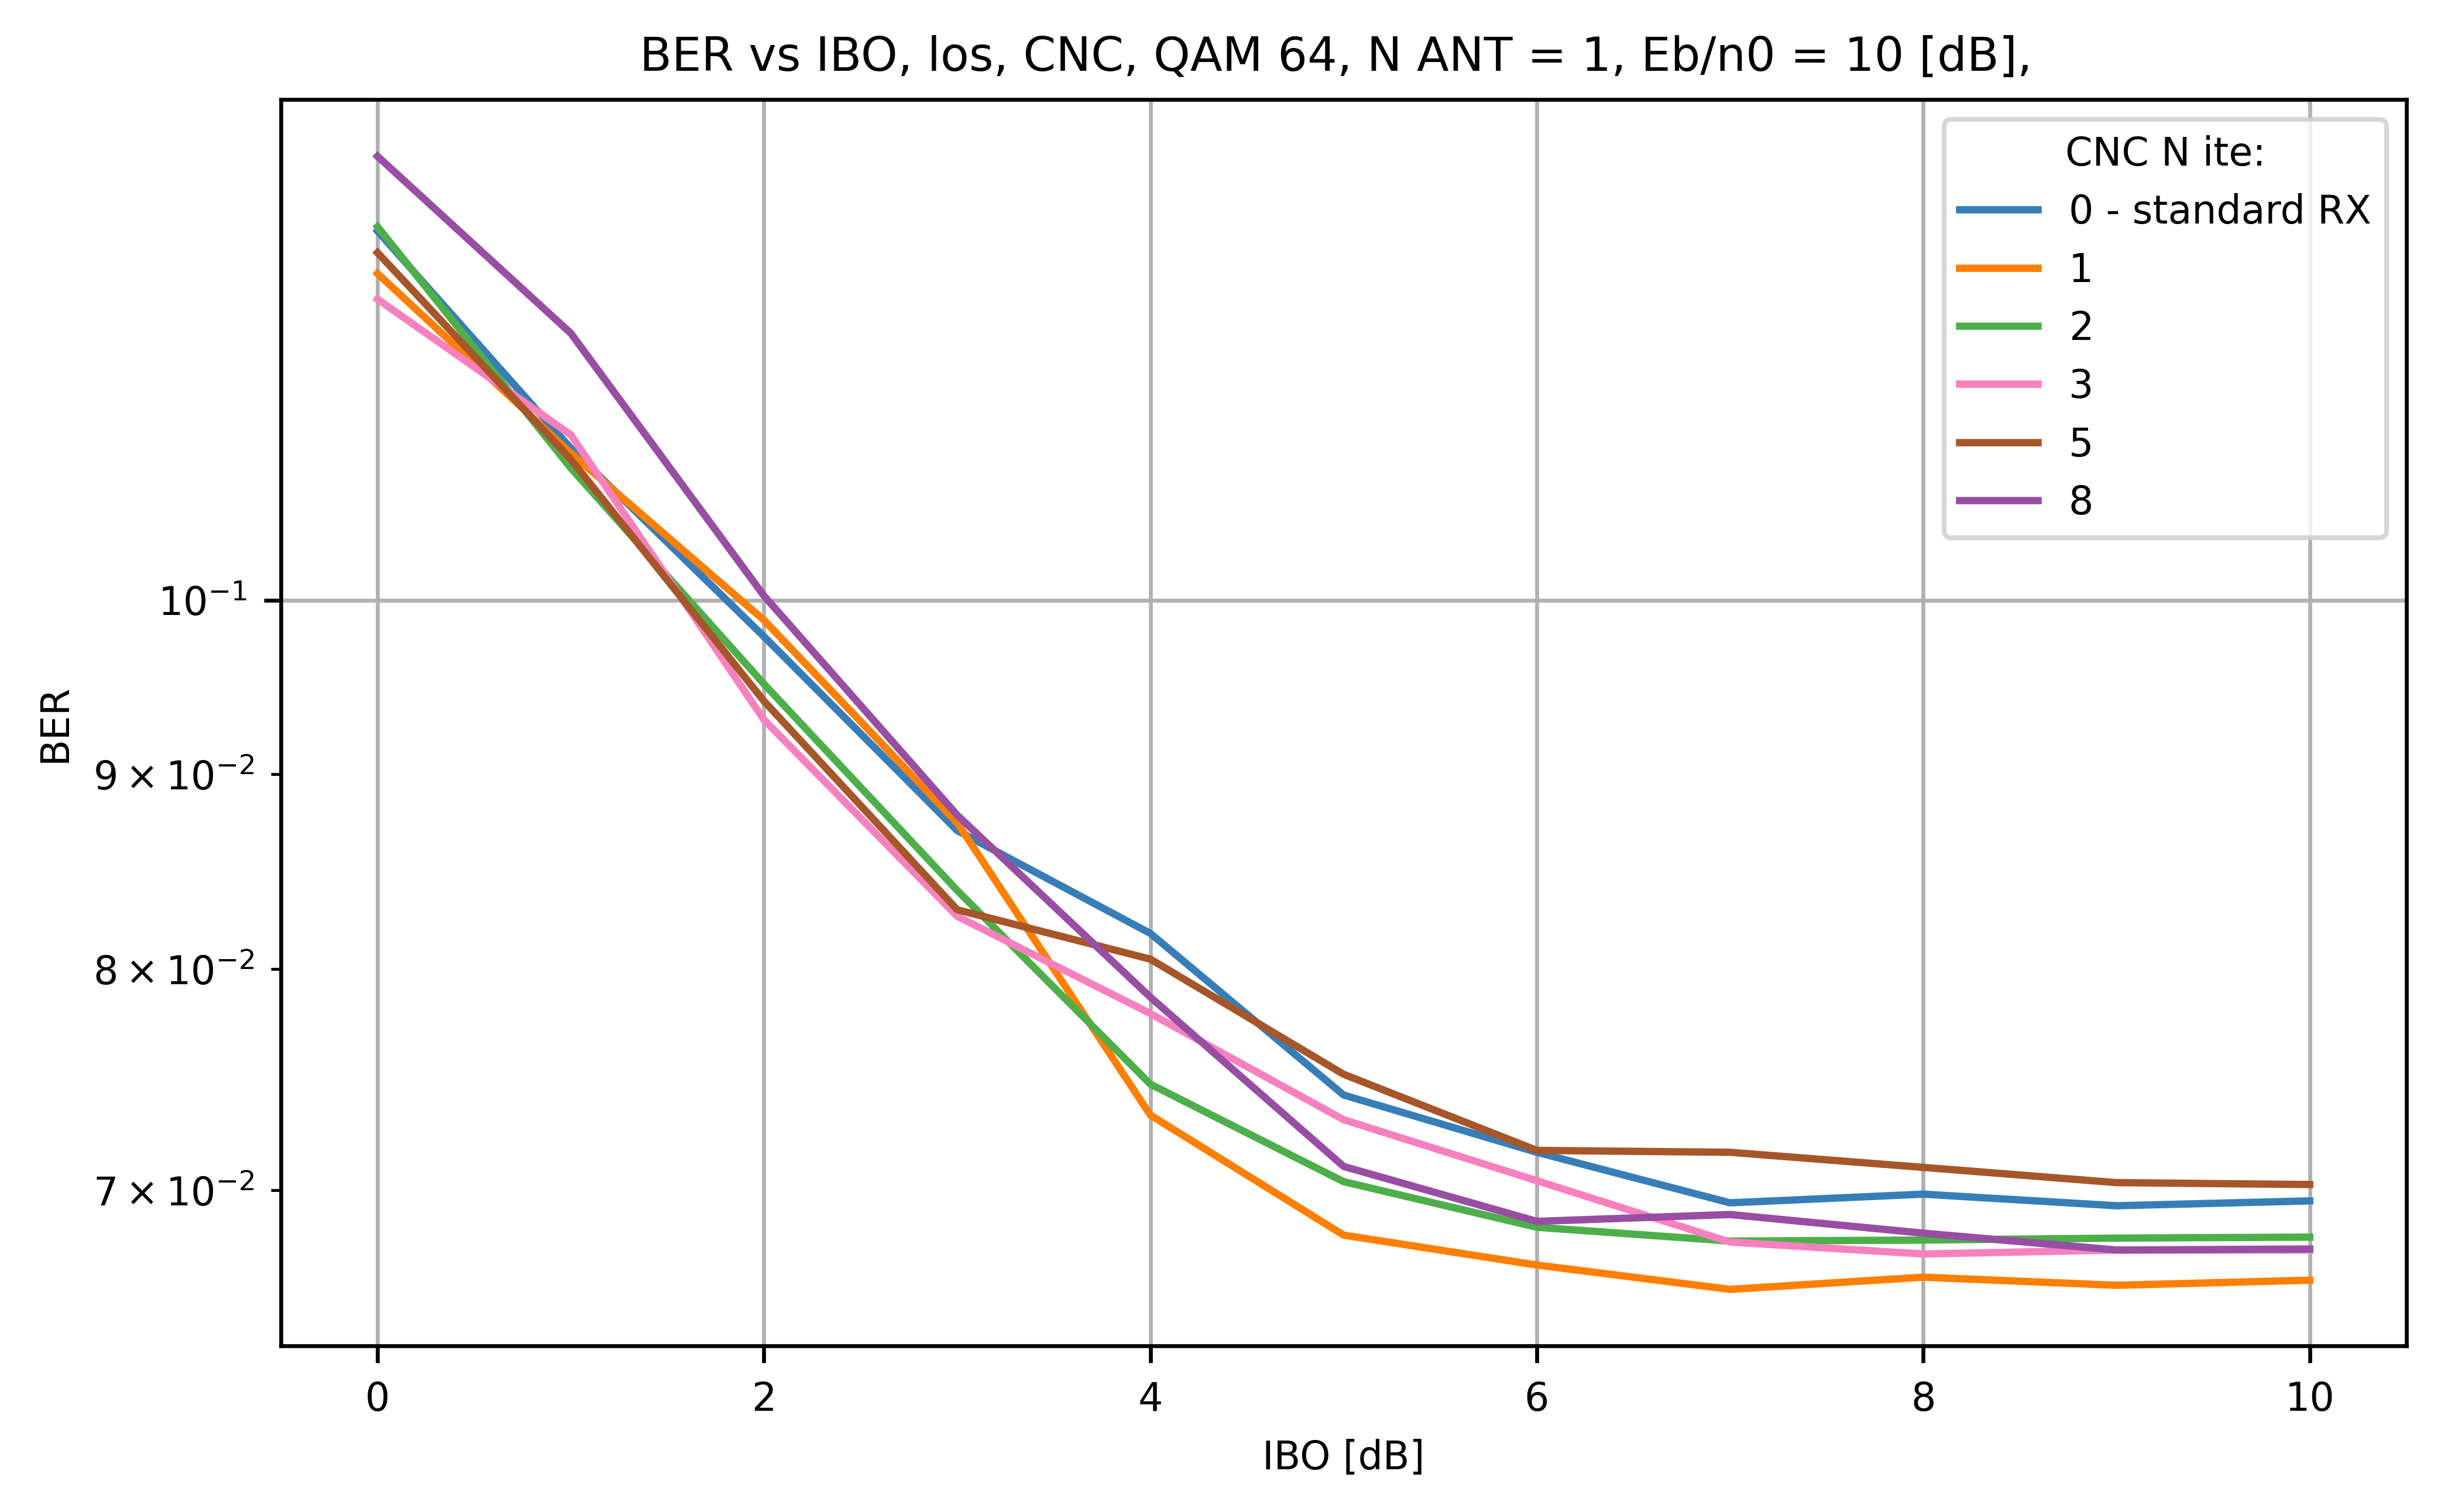 BER vs IBO, los, CNC, QAM 64, N ANT = 1, Eb/n0 = 10 [dB],
CNC N ite:
0 - standard RX
1
2
3
5
8
10⁻¹
9 × 10⁻²
8 × 10⁻²
7 × 10⁻²
BER
0 2 4 6 8 10
IBO [dB]